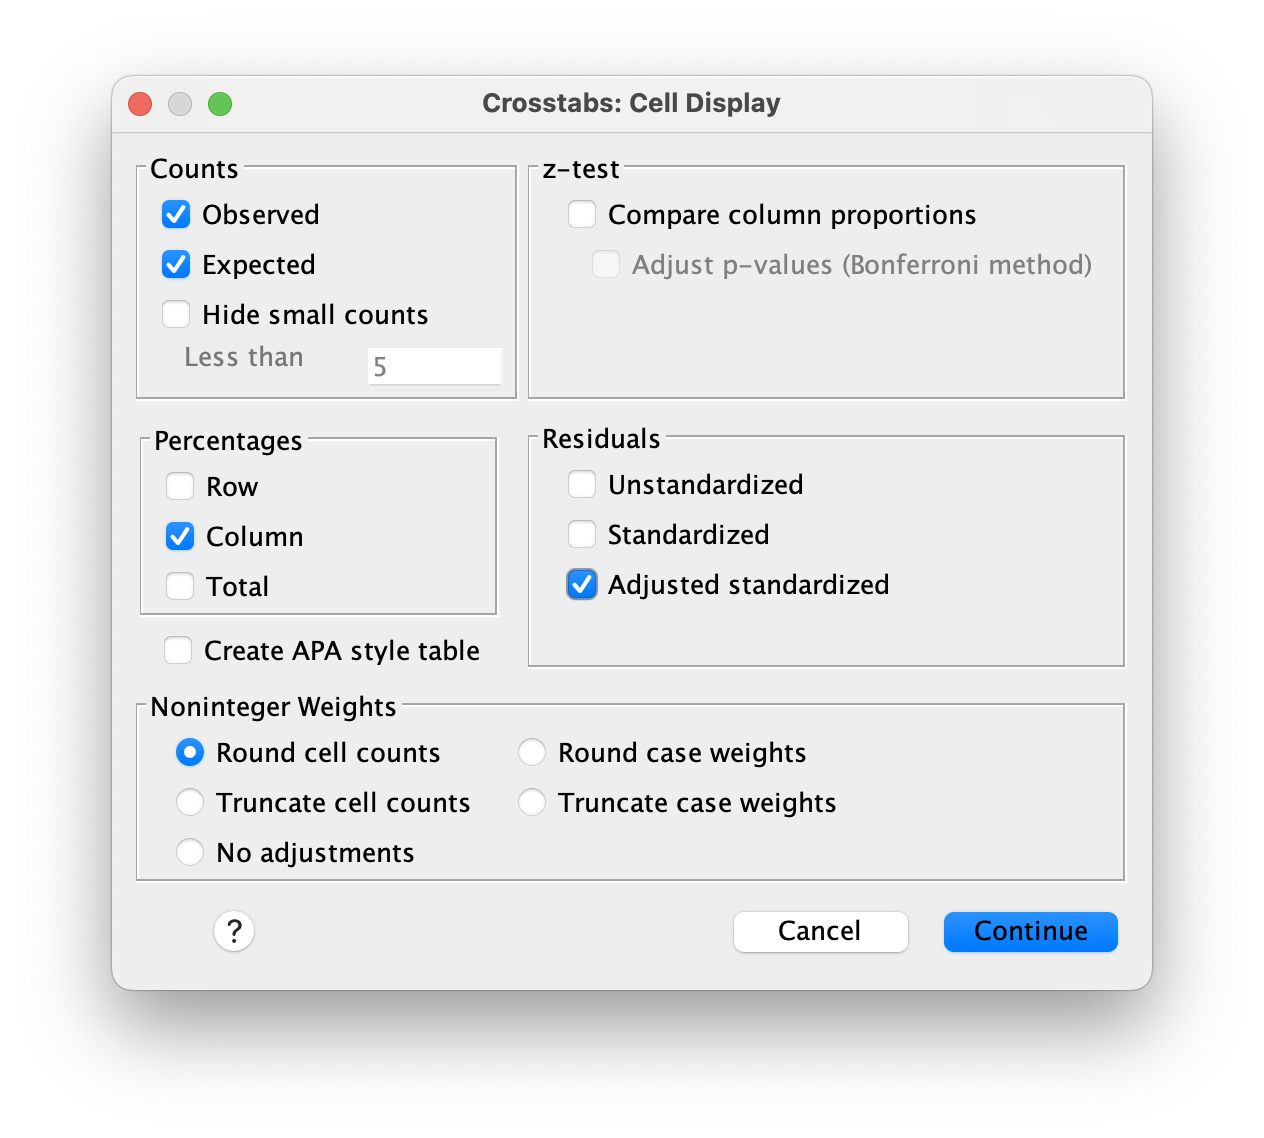 Crosstabs: Cell Display
Counts
Observed
Expected
Hide small counts
Less than 5
z-test
Compare column proportions
Adjust p-values (Bonferroni method)
Percentages
Row
Column
Total
Create APA style table
Residuals
Unstandardized
Standardized
Adjusted standardized
Noninteger Weights
Round cell counts Round case weights
Truncate cell counts Truncate case weights
No adjustments
? Cancel Continue